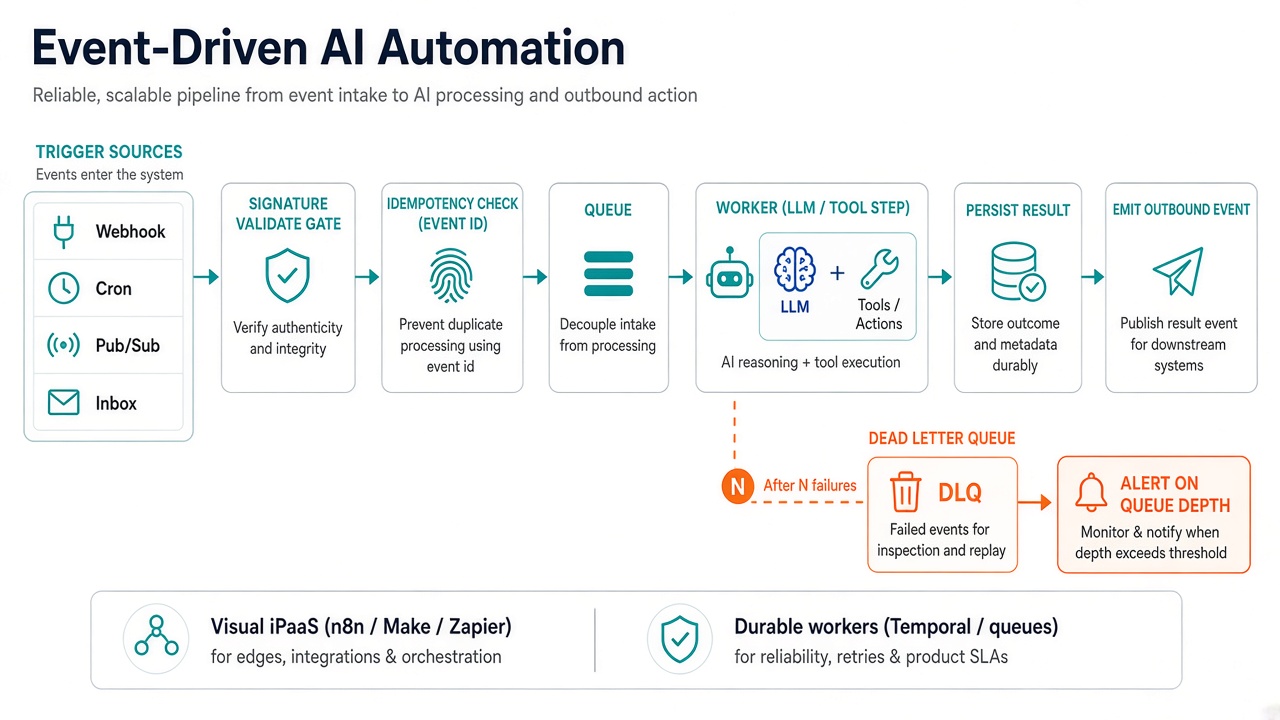 Event-Driven AI Automation
Reliable, scalable pipeline from event intake to AI processing and outbound action
TRIGGER SOURCES
Events enter the system
Webhook
Cron
Pub/Sub
Inbox
SIGNATURE
VALIDATE GATE
Verify authenticity
and integrity
IDEMPOTENCY CHECK
(EVENT ID)
Prevent duplicate
processing using
event id
QUEUE
Decouple intake
from processing
WORKER (LLM / TOOL STEP)
LLM
+
Tools /
Actions
AI reasoning + tool execution
PERSIST RESULT
Store outcome
and metadata
durably
EMIT OUTBOUND EVENT
Publish result event
for downstream
systems
N
After N failures
DEAD LETTER QUEUE
DLQ
Failed events for
inspection and replay
ALERT ON
QUEUE DEPTH
Monitor & notify when
depth exceeds threshold
Visual iPaaS (n8n / Make / Zapier)
for edges, integrations & orchestration
Durable workers (Temporal / queues)
for reliability, retries & product SLAs